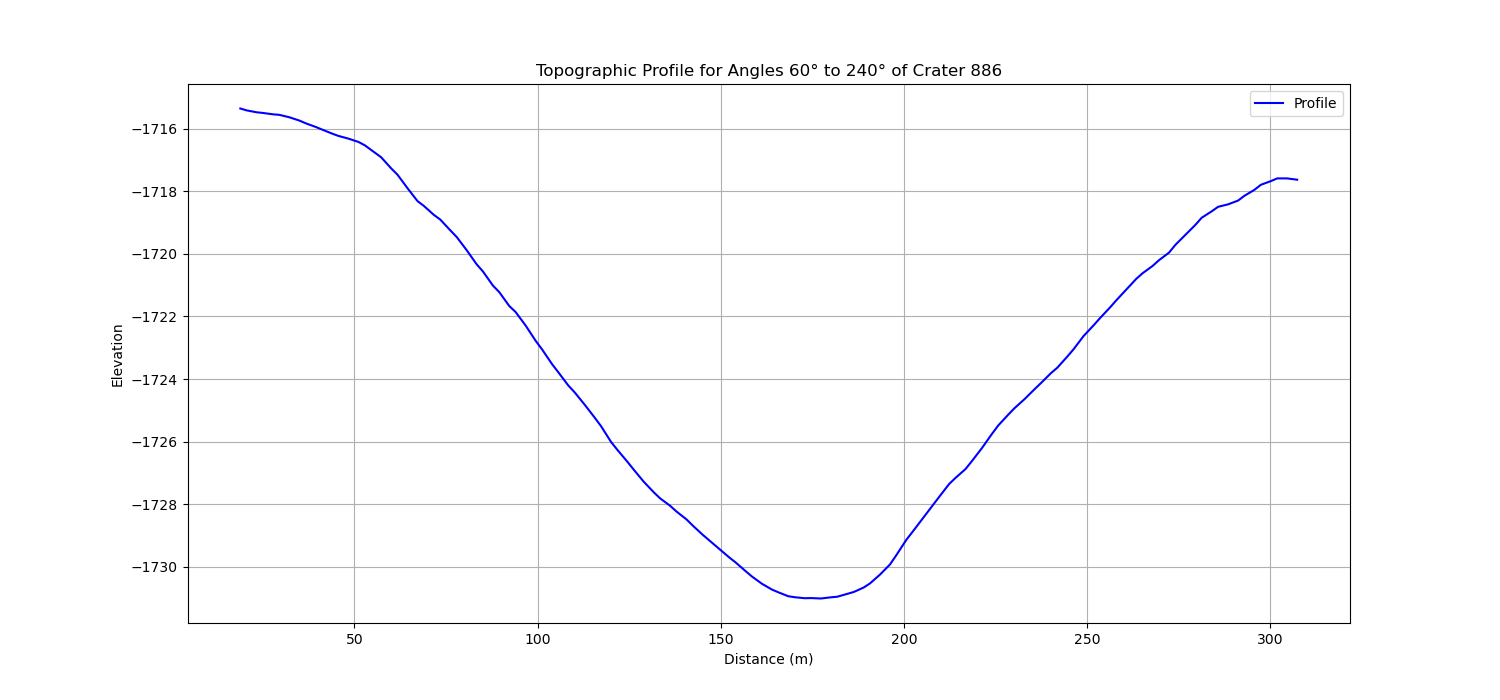 Topographic Profile for Angles 60° to 240° of Crater 886
Profile
−1716
−1718
−1720
−1722
−1724
−1726
−1728
−1730
Elevation
50 100 150 200 250 300
Distance (m)